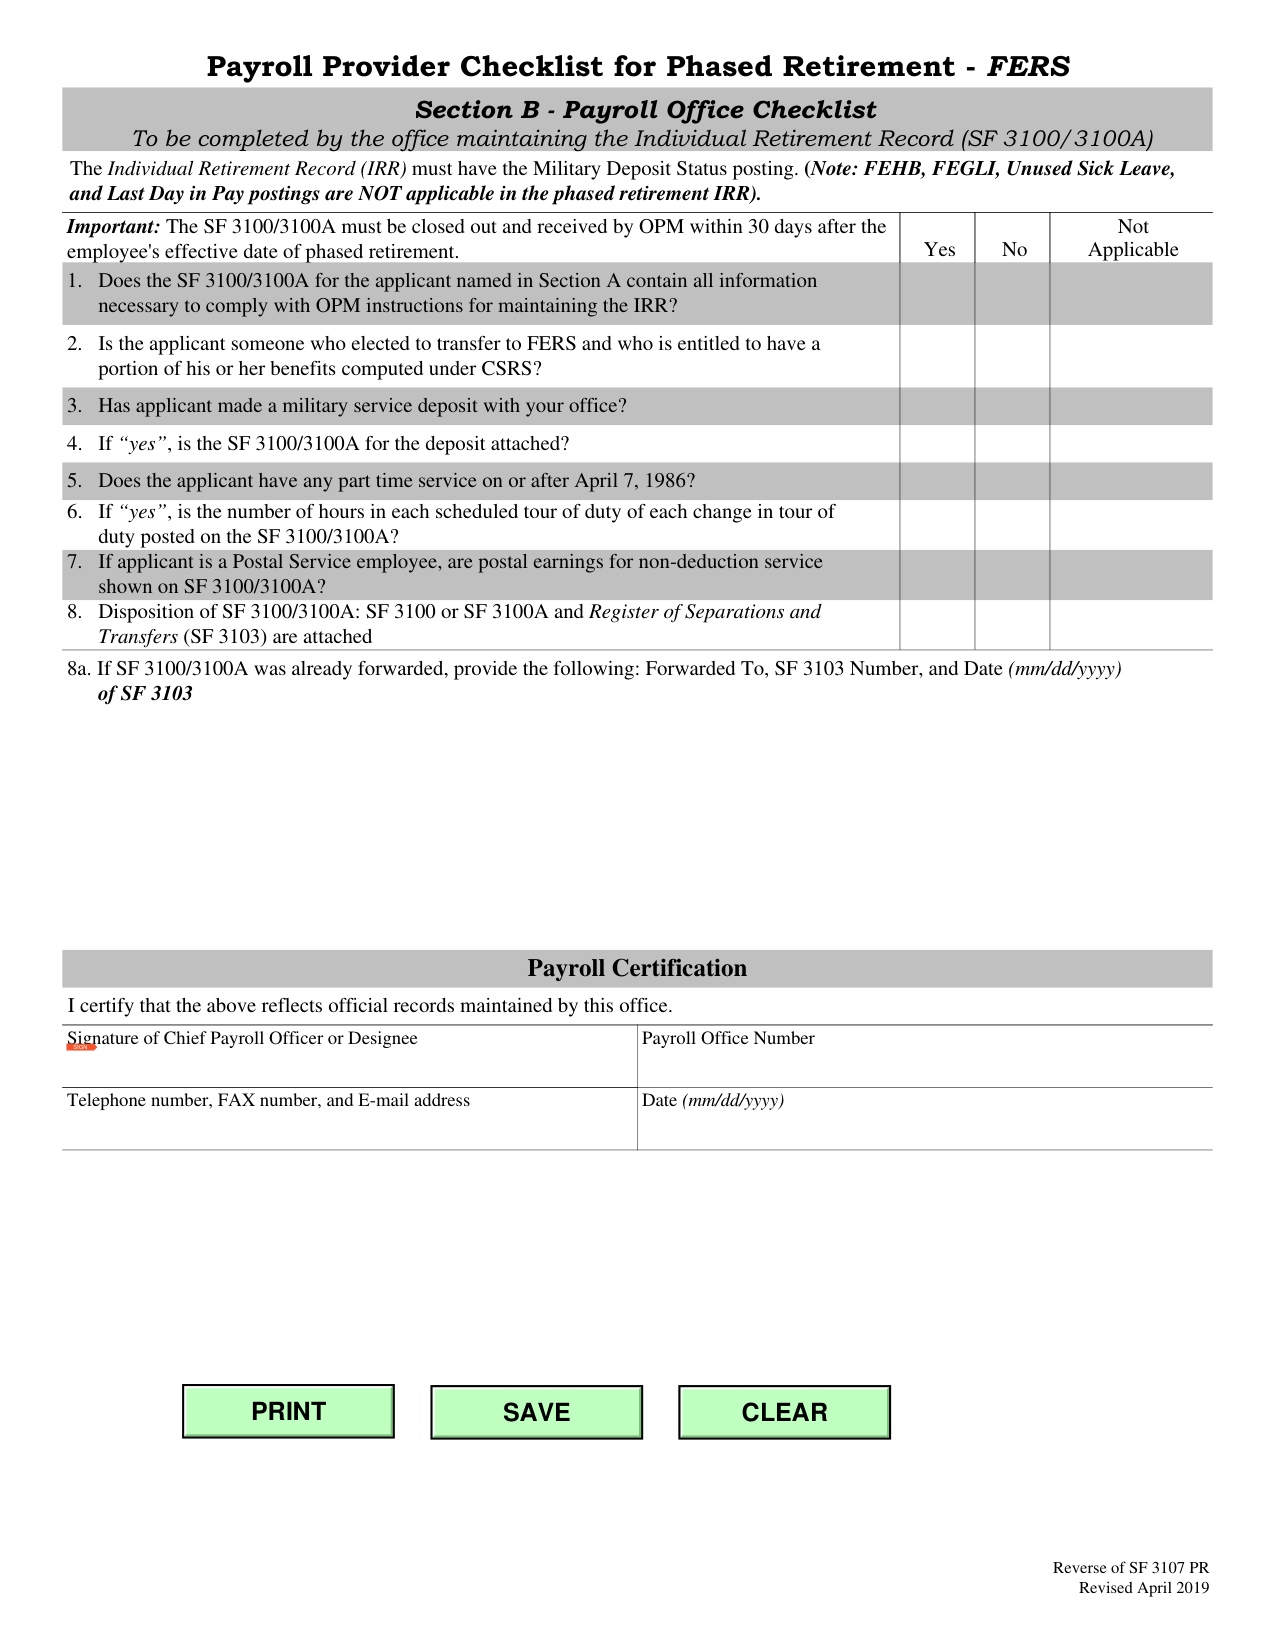 Payroll Provider Checklist for Phased Retirement - FERS
Section B - Payroll Office Checklist
To be completed by the office maintaining the Individual Retirement Record (SF 3100/3100A)
The Individual Retirement Record (IRR) must have the Military Deposit Status posting. (Note: FEHB, FEGLI, Unused Sick Leave,
and Last Day in Pay postings are NOT applicable in the phased retirement IRR).
Important: The SF 3100/3100A must be closed out and received by OPM within 30 days after the
employee's effective date of phased retirement.
Yes
No
Not
Applicable
1. Does the SF 3100/3100A for the applicant named in Section A contain all information
necessary to comply with OPM instructions for maintaining the IRR?
2. Is the applicant someone who elected to transfer to FERS and who is entitled to have a
portion of his or her benefits computed under CSRS?
3. Has applicant made a military service deposit with your office?
4. If “yes”, is the SF 3100/3100A for the deposit attached?
5. Does the applicant have any part time service on or after April 7, 1986?
6. If “yes”, is the number of hours in each scheduled tour of duty of each change in tour of
duty posted on the SF 3100/3100A?
7. If applicant is a Postal Service employee, are postal earnings for non-deduction service
shown on SF 3100/3100A?
8. Disposition of SF 3100/3100A: SF 3100 or SF 3100A and Register of Separations and
Transfers (SF 3103) are attached
8a. If SF 3100/3100A was already forwarded, provide the following: Forwarded To, SF 3103 Number, and Date (mm/dd/yyyy)
of SF 3103
Payroll Certification
I certify that the above reflects official records maintained by this office.
Signature of Chief Payroll Officer or Designee
SIGN
Payroll Office Number
Telephone number, FAX number, and E-mail address
Date (mm/dd/yyyy)
PRINT
SAVE
CLEAR
Reverse of SF 3107 PR
Revised April 2019